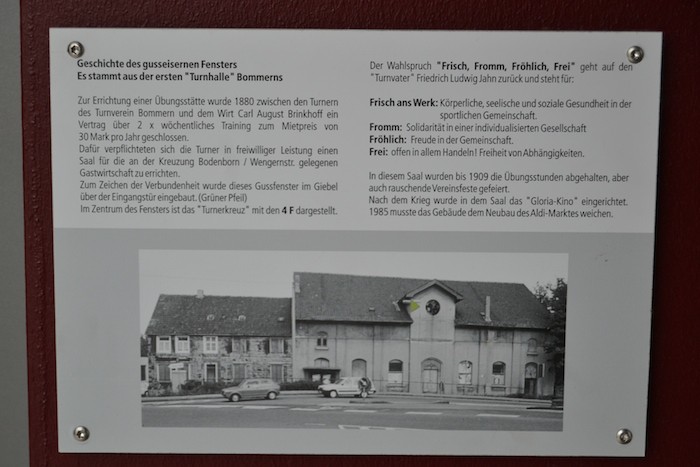 Geschichte des gusseisernen Fensters
Es stammt aus der ersten "Turnhalle" Bommerns
Zur Errichtung einer Übungsstätte wurde 1880 zwischen den Turnern
des Turnverein Bommern und dem Wirt Carl August Brinkhoff ein
Vertrag über 2 x wöchentliches Training zum Mietpreis von
30 Mark pro Jahr geschlossen.
Dafür verpflichteten sich die Turner in freiwilliger Leistung einen
Saal für die an der Kreuzung Bodenborn / Wengernstr. gelegenen
Gastwirtschaft zu errichten.
Zum Zeichen der Verbundenheit wurde dieses Gussfenster im Giebel
über der Eingangstür eingebaut. (Grüner Pfeil)
Im Zentrum des Fensters ist das "Turnerkreuz" mit den 4 F dargestellt.
Der Wahlspruch "Frisch, Fromm, Fröhlich, Frei" geht auf den
"Turnvater" Friedrich Ludwig Jahn zurück und steht für:
Frisch ans Werk: Körperliche, seelische und soziale Gesundheit in der
sportlichen Gemeinschaft.
Fromm: Solidarität in einer individualisierten Gesellschaft
Fröhlich: Freude in der Gemeinschaft.
Frei: offen in allem Handeln! Freiheit von Abhängigkeiten.
In diesem Saal wurden bis 1909 die Übungsstunden abgehalten, aber
auch rauschende Vereinsfeste gefeiert.
Nach dem Krieg wurde in dem Saal das "Gloria-Kino" eingerichtet.
1985 musste das Gebäude dem Neubau des Aldi-Marktes weichen.